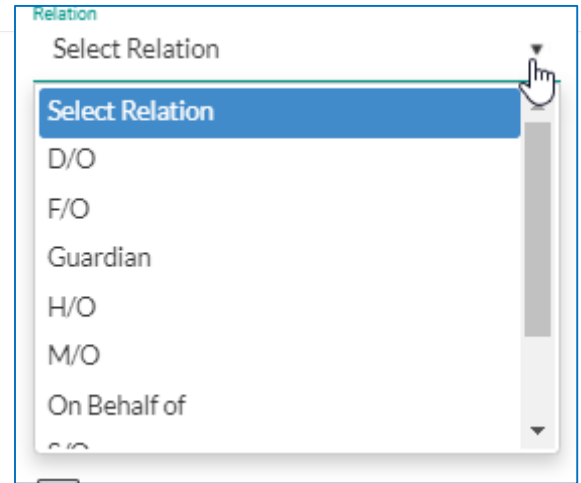 Relation
Select Relation
Select Relation
D/O
F/O
Guardian
H/O
M/O
On Behalf of